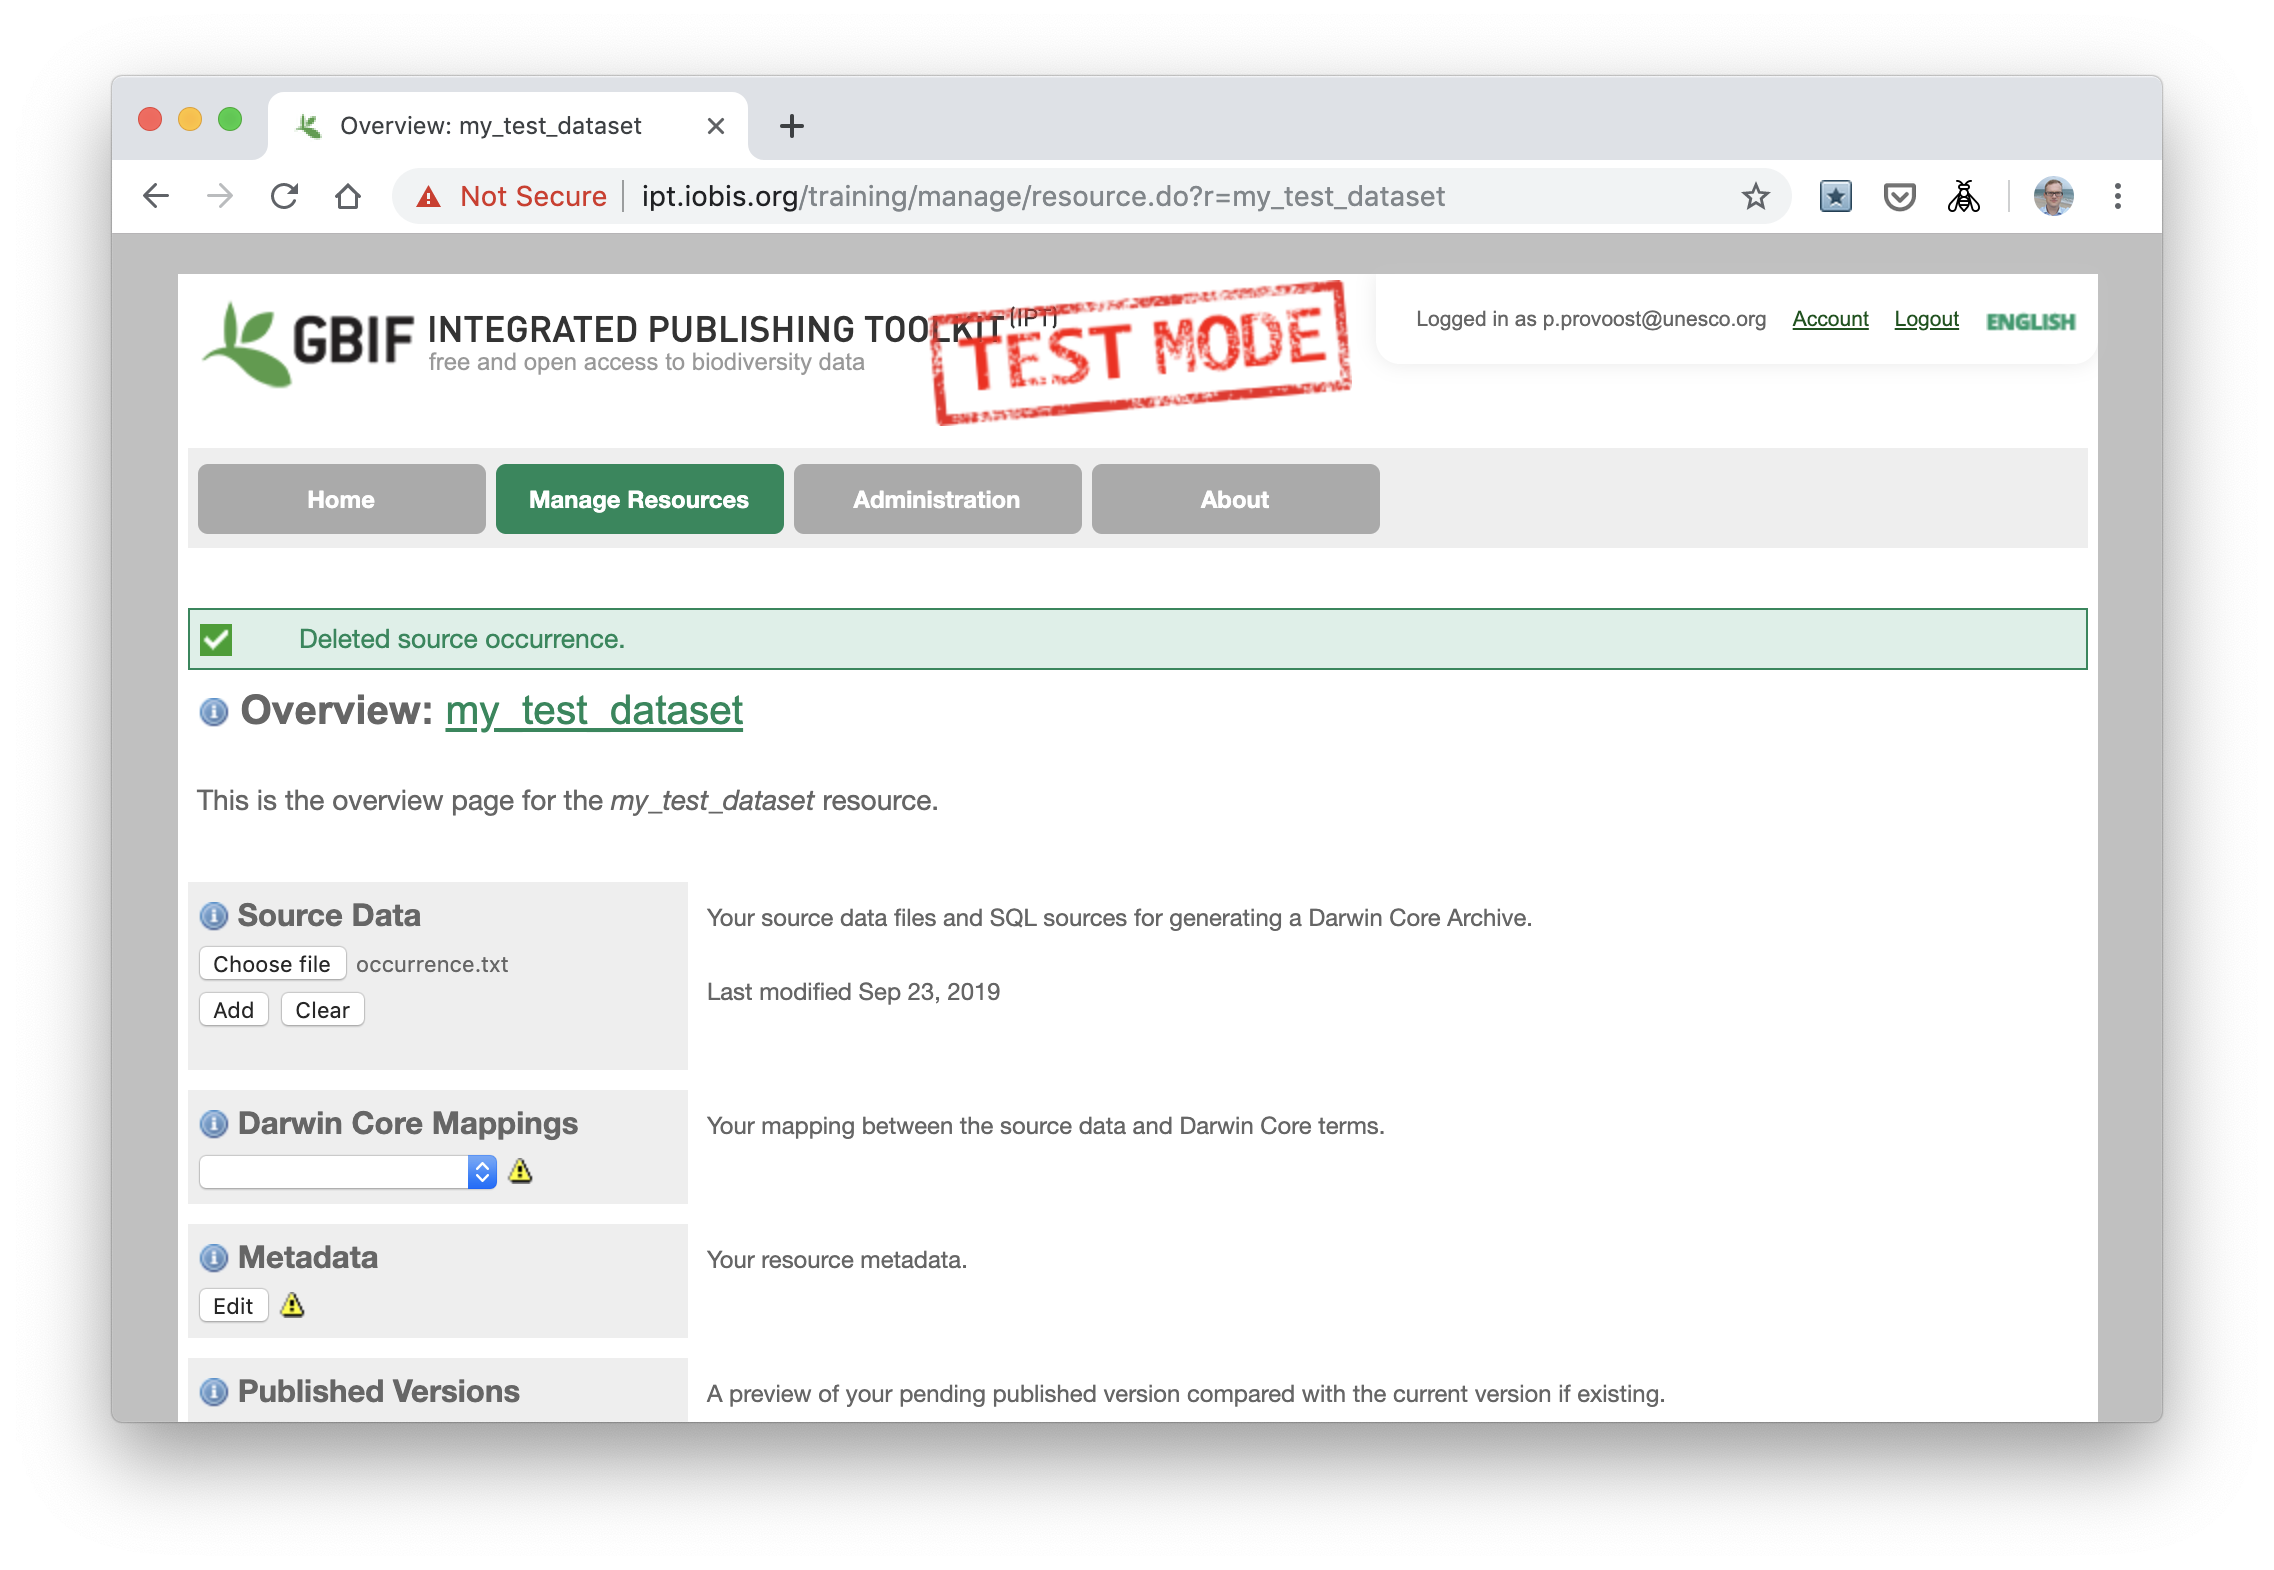 Overview: my_test_dataset
Not Secure | ipt.iobis.org/training/manage/resource.do?r=my_test_dataset
GBIF INTEGRATED PUBLISHING TOOLKIT (IPT)
free and open access to biodiversity data
TEST MODE
Logged in as p.provoost@unesco.org Account Logout ENGLISH
Home Manage Resources Administration About
Deleted source occurrence.
Overview: my_test_dataset
This is the overview page for the my_test_dataset resource.
Source Data
Choose file occurrence.txt
Add Clear
Your source data files and SQL sources for generating a Darwin Core Archive.
Last modified Sep 23, 2019
Darwin Core Mappings
Your mapping between the source data and Darwin Core terms.
Metadata
Edit
Your resource metadata.
Published Versions
A preview of your pending published version compared with the current version if existing.